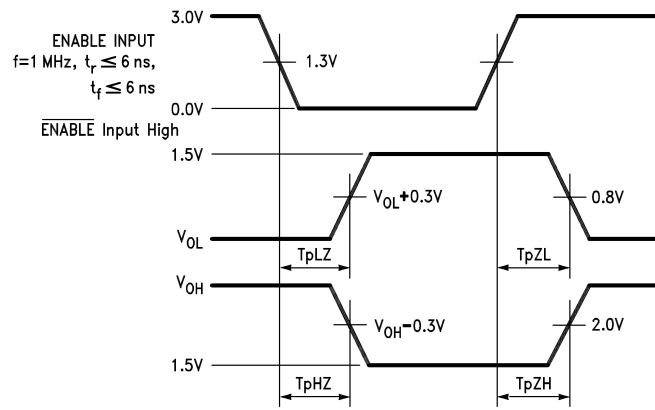 3.0V
ENABLE INPUT
f=1 MHz, tr ≤ 6 ns,
tf ≤ 6 ns
1.3V
0.0V
ENABLE Input High
1.5V
VOL+0.3V
0.8V
VOL
TpLZ
TpZL
VOH
VOH−0.3V
2.0V
1.5V
TpHZ
TpZH